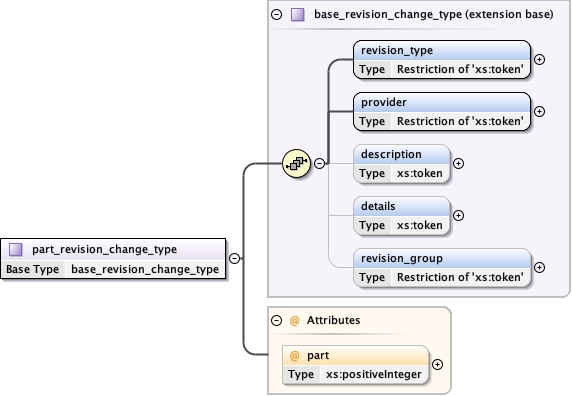 base_revision_change_type (extension base)
revision_type
Type Restriction of 'xs:token'
provider
Type Restriction of 'xs:token'
description
Type xs:token
details
Type xs:token
revision_group
Type Restriction of 'xs:token'
part_revision_change_type
Base Type base_revision_change_type
@ Attributes
@ part
Type xs:positiveInteger